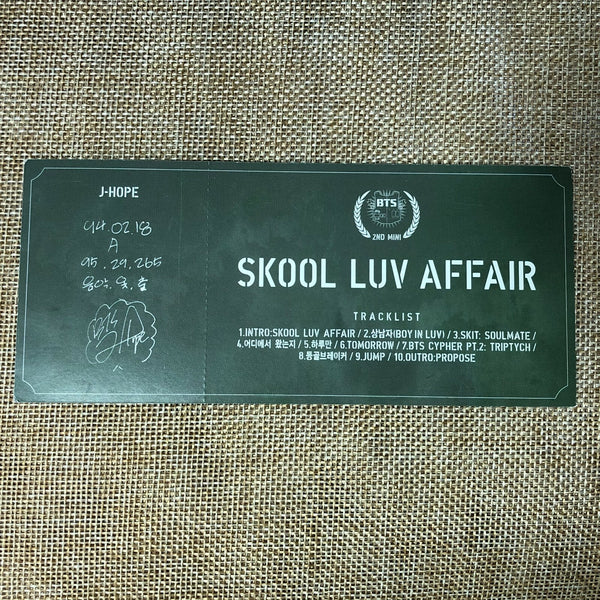 J-HOPE
94.02.18
A
95.29.265
BTS
J Hope
BTS
2ND MINI
SKOOL LUV AFFAIR
TRACKLIST
1.INTRO:SKOOL LUV AFFAIR / 2.상남자(BOY IN LUV) / 3.SKIT: SOULMATE /
4.어디에서 왔는지 / 5.하루만 / 6.TOMORROW / 7.BTS CYPHER PT.2: TRIPTYCH /
8.등골브레이커 / 9.JUMP / 10.OUTRO:PROPOSE